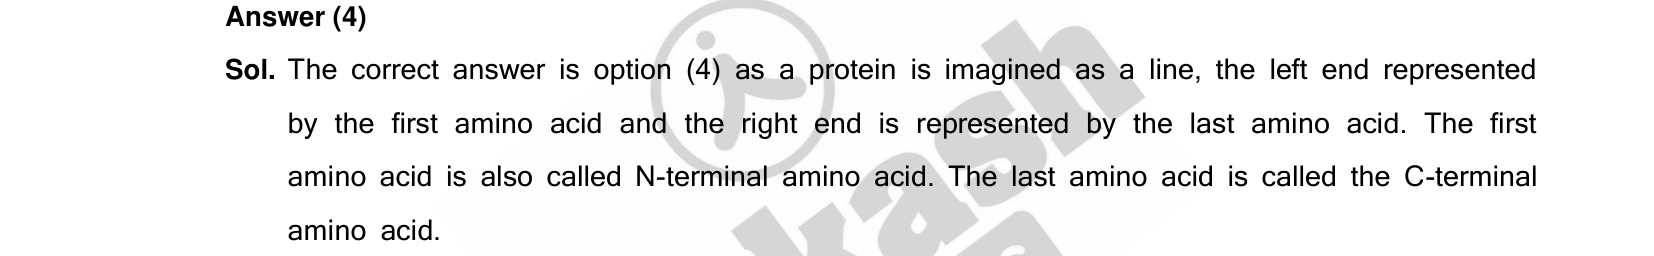 Answer (4)
Sol. The correct answer is option (4) as a protein is imagined as a line, the left end represented
by the first amino acid and the right end is represented by the last amino acid. The first
amino acid is also called N-terminal amino acid. The last amino acid is called the C-terminal
amino acid.
kash